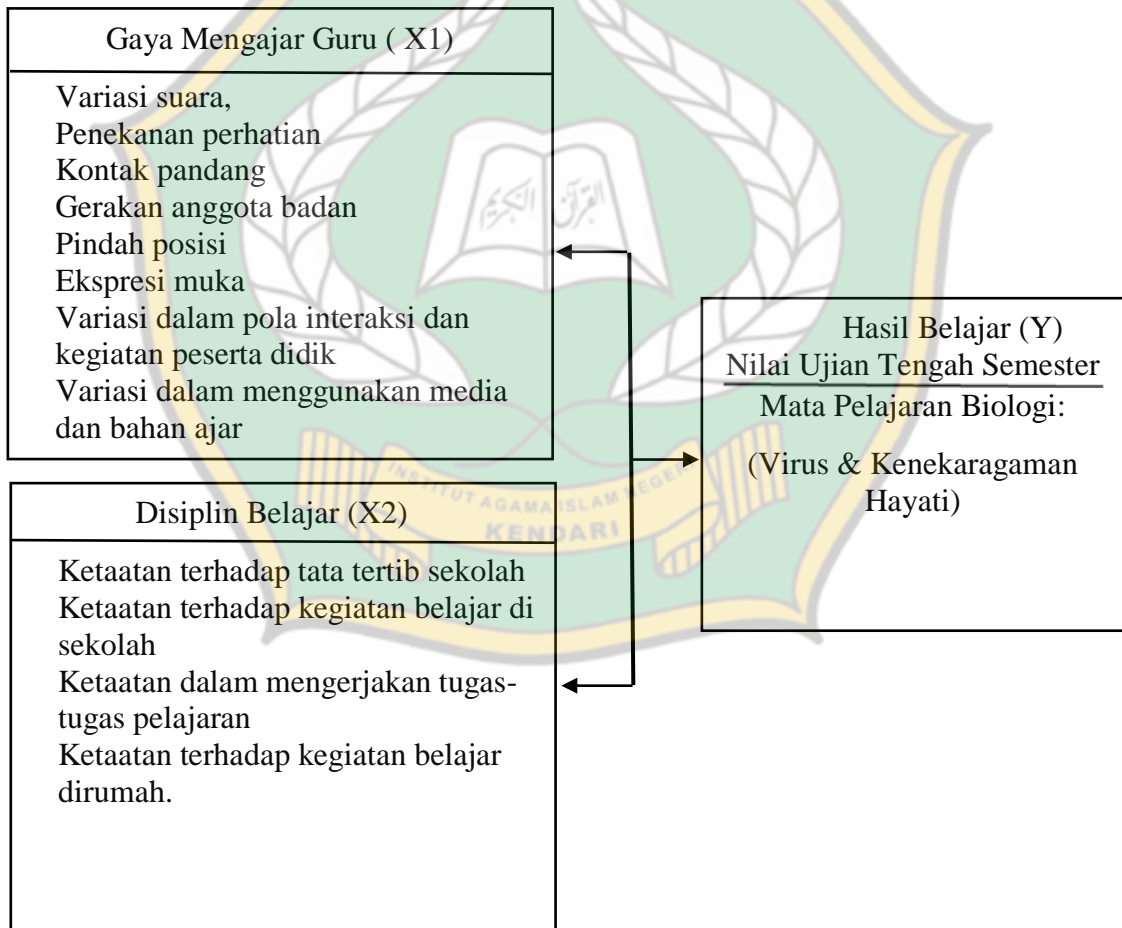 Gaya Mengajar Guru ( X1)
Variasi suara,
Penekanan perhatian
Kontak pandang
Gerakan anggota badan
Pindah posisi
Ekspresi muka
Variasi dalam pola interaksi dan
kegiatan peserta didik
Variasi dalam menggunakan media
dan bahan ajar
Disiplin Belajar (X2)
Ketaatan terhadap tata tertib sekolah
Ketaatan terhadap kegiatan belajar di
sekolah
Ketaatan dalam mengerjakan tugas-
tugas pelajaran
Ketaatan terhadap kegiatan belajar
dirumah.
Hasil Belajar (Y)
Nilai Ujian Tengah Semester
Mata Pelajaran Biologi:
(Virus & Kenekaragaman
Hayati)
القرآن الكريم
INSTITUT AGAMA ISLAM NEGERI
KENDARI